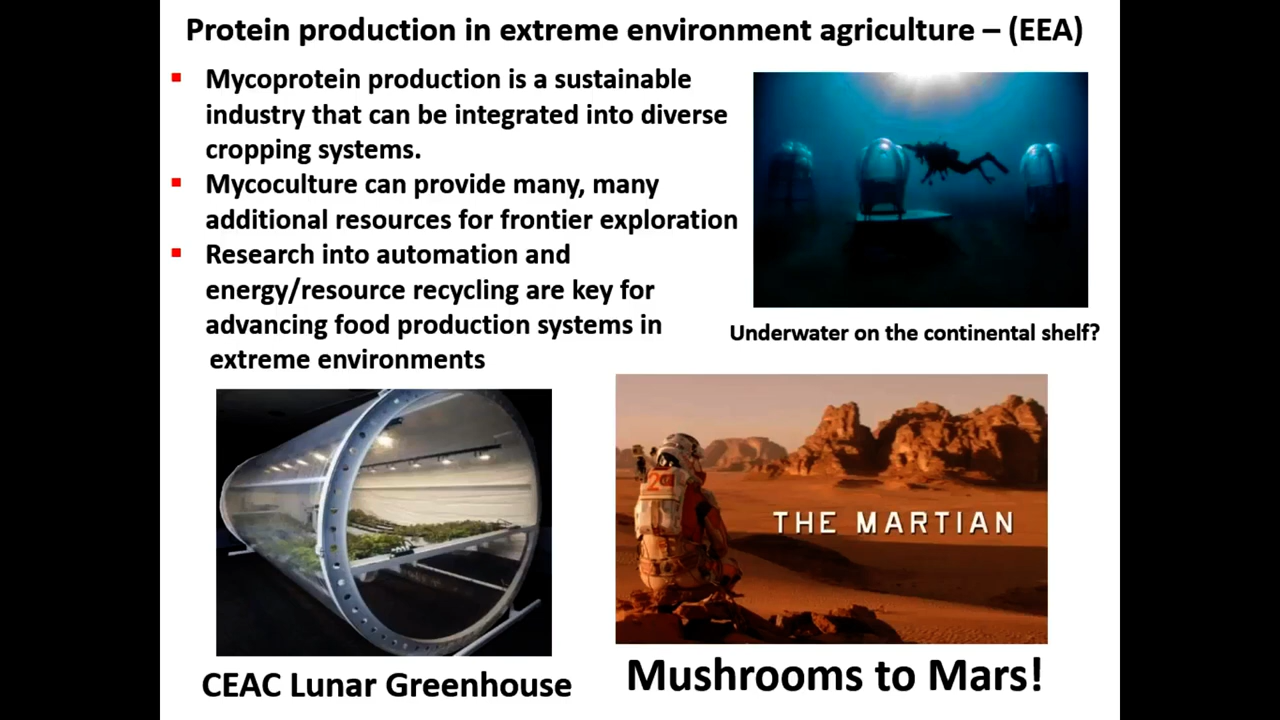 Protein production in extreme environment agriculture – (EEA)
▪ Mycoprotein production is a sustainable
industry that can be integrated into diverse
cropping systems.
▪ Mycoculture can provide many, many
additional resources for frontier exploration
▪ Research into automation and
energy/resource recycling are key for
advancing food production systems in
extreme environments
Underwater on the continental shelf?
THE MARTIAN
CEAC Lunar Greenhouse
Mushrooms to Mars!